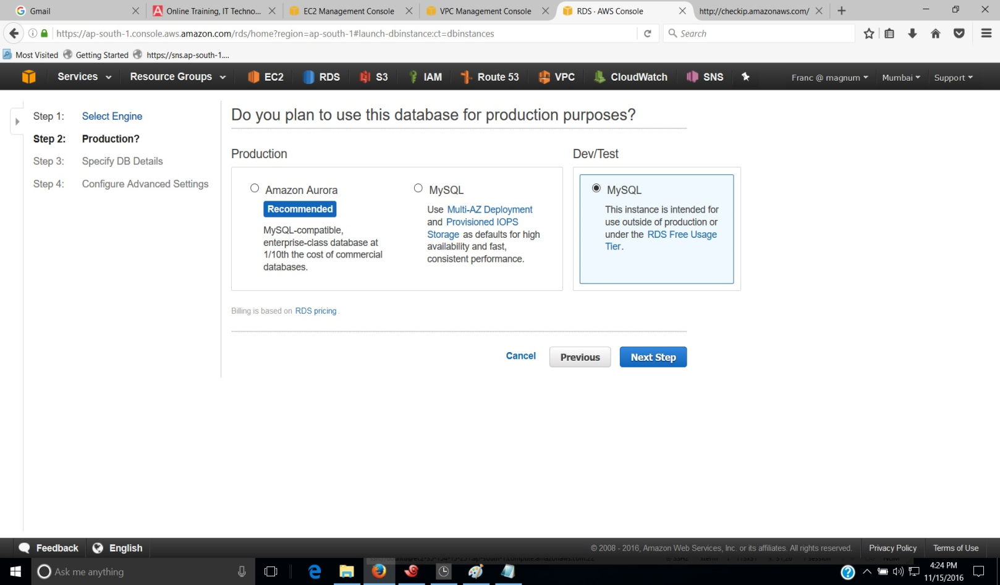 Gmail
Online Training, IT Techno...
EC2 Management Console
VPC Management Console
RDS · AWS Console
http://checkip.amazonaws.com/
https://ap-south-1.console.aws.amazon.com/rds/home?region=ap-south-1#launch-dbinstance:ct=dbinstances
Search
Most Visited
Getting Started
https://sns.ap-south-1....
Services
Resource Groups
EC2
RDS
S3
IAM
Route 53
VPC
CloudWatch
SNS
Franc @ magnum
Mumbai
Support
Step 1: Select Engine
Step 2: Production?
Step 3: Specify DB Details
Step 4: Configure Advanced Settings
Do you plan to use this database for production purposes?
Production
Amazon Aurora
Recommended
MySQL-compatible,
enterprise-class database at
1/10th the cost of commercial
databases.
MySQL
Use Multi-AZ Deployment
and Provisioned IOPS
Storage as defaults for high
availability and fast,
consistent performance.
Dev/Test
MySQL
This instance is intended for
use outside of production or
under the RDS Free Usage
Tier.
Billing is based on RDS pricing.
Cancel
Previous
Next Step
Feedback
English
© 2008 - 2016, Amazon Web Services, Inc. or its affiliates. All rights reserved.
Privacy Policy
Terms of Use
Ask me anything
4:24 PM
11/15/2016